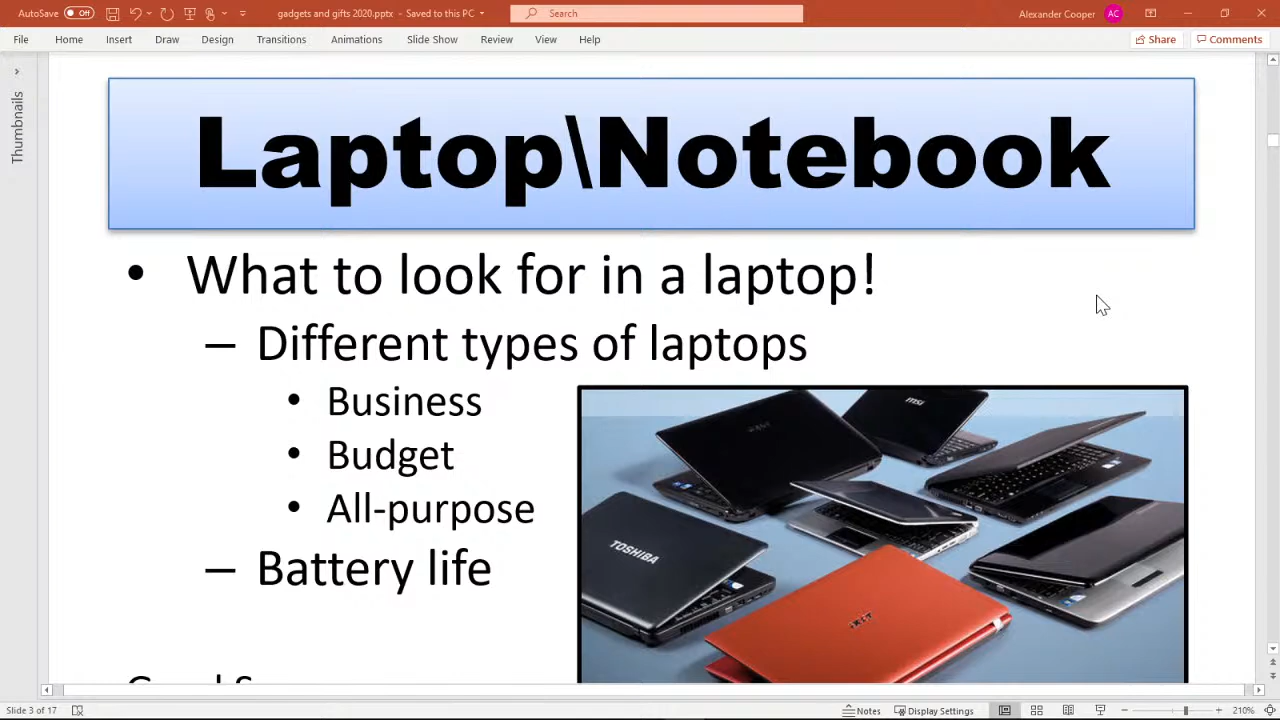 AutoSave Off gadgets and gifts 2020.pptx - Saved to this PC Search Alexander Cooper AC
File Home Insert Draw Design Transitions Animations Slide Show Review View Help Share Comments
Thumbnails
Laptop\Notebook
• What to look for in a laptop!
– Different types of laptops
• Business
• Budget
• All-purpose
– Battery life
msi
TOSHIBA
Slide 3 of 17 Notes Display Settings 210%